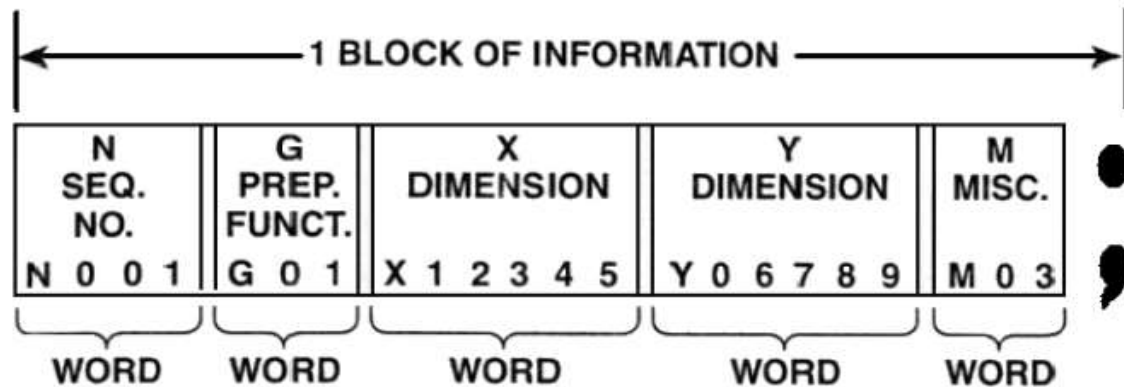 1 BLOCK OF INFORMATION
N SEQ. NO. N 0 0 1
G PREP. FUNCT. G 0 1
X DIMENSION X 1 2 3 4 5
Y DIMENSION Y 0 6 7 8 9
M MISC. M 0 3
;
WORD WORD WORD WORD WORD